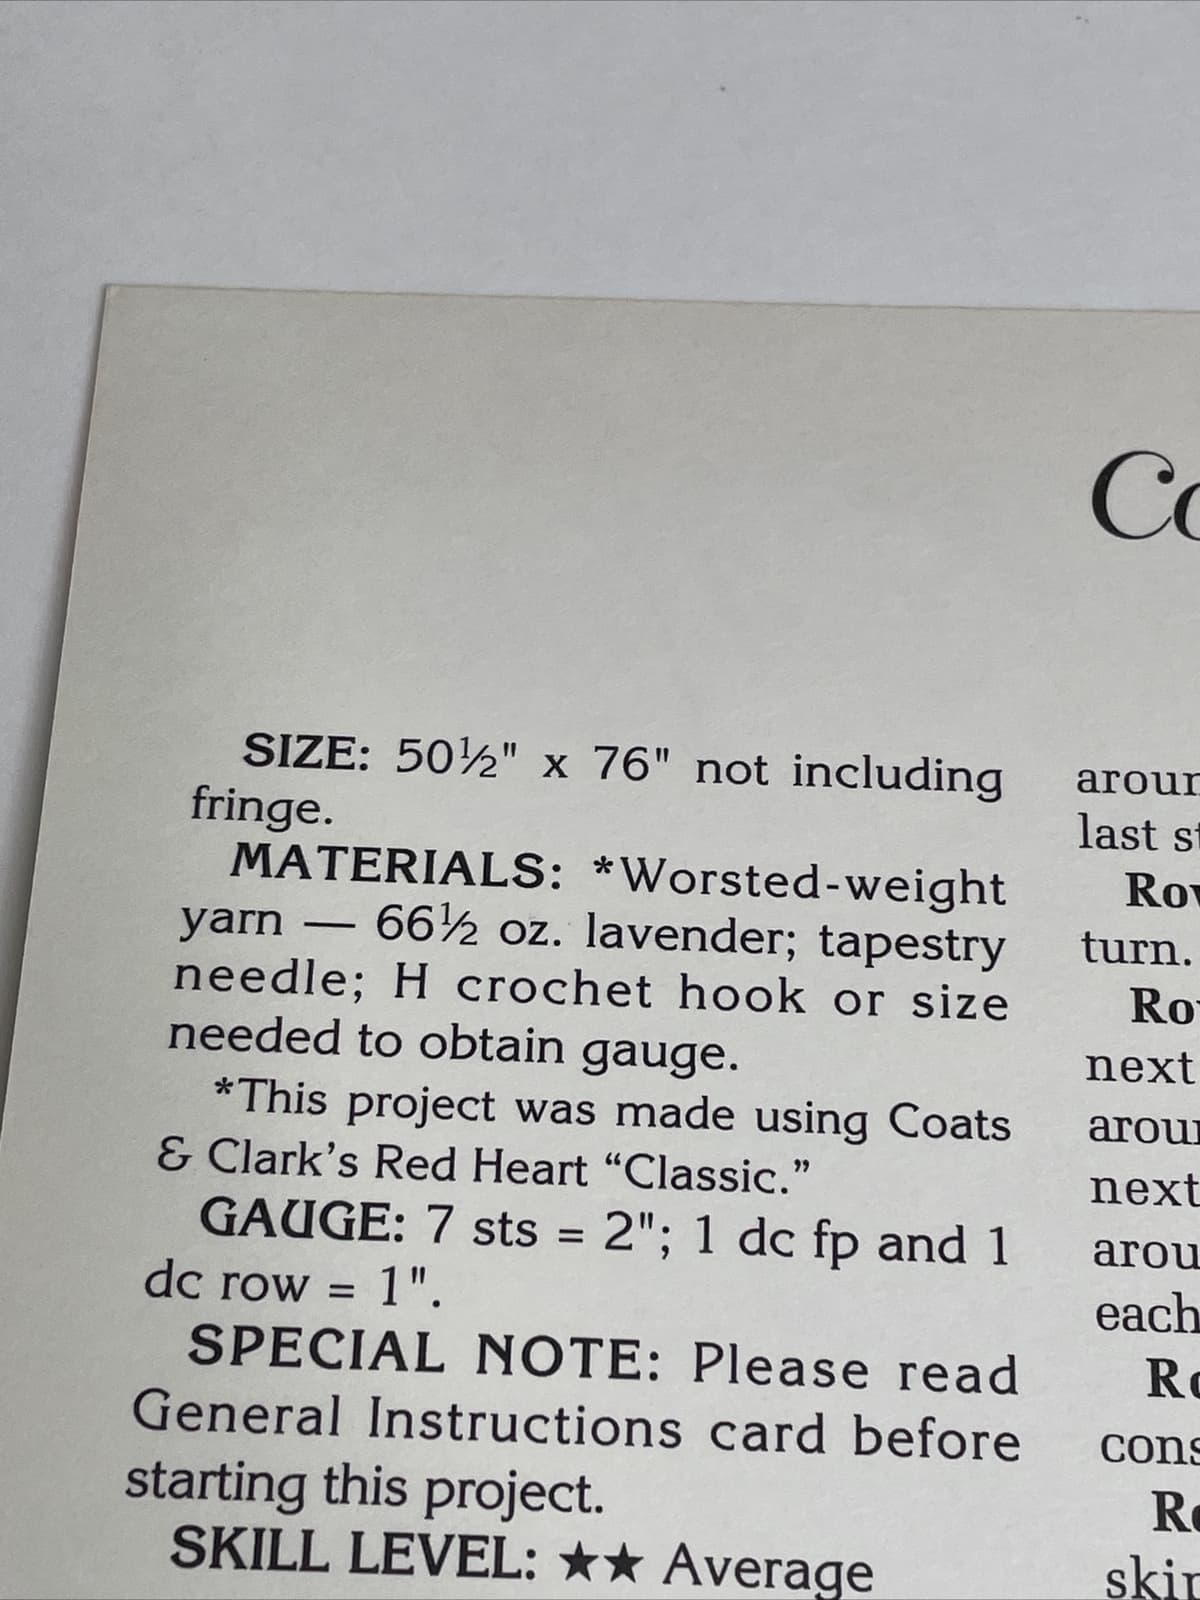 Co
SIZE: 50½" x 76" not including
fringe.
MATERIALS: *Worsted-weight
yarn — 66½ oz. lavender; tapestry
needle; H crochet hook or size
needed to obtain gauge.
*This project was made using Coats
& Clark's Red Heart “Classic.”
GAUGE: 7 sts = 2"; 1 dc fp and 1
dc row = 1".
SPECIAL NOTE: Please read
General Instructions card before
starting this project.
SKILL LEVEL: ★★ Average
last
turn.
next
next
each